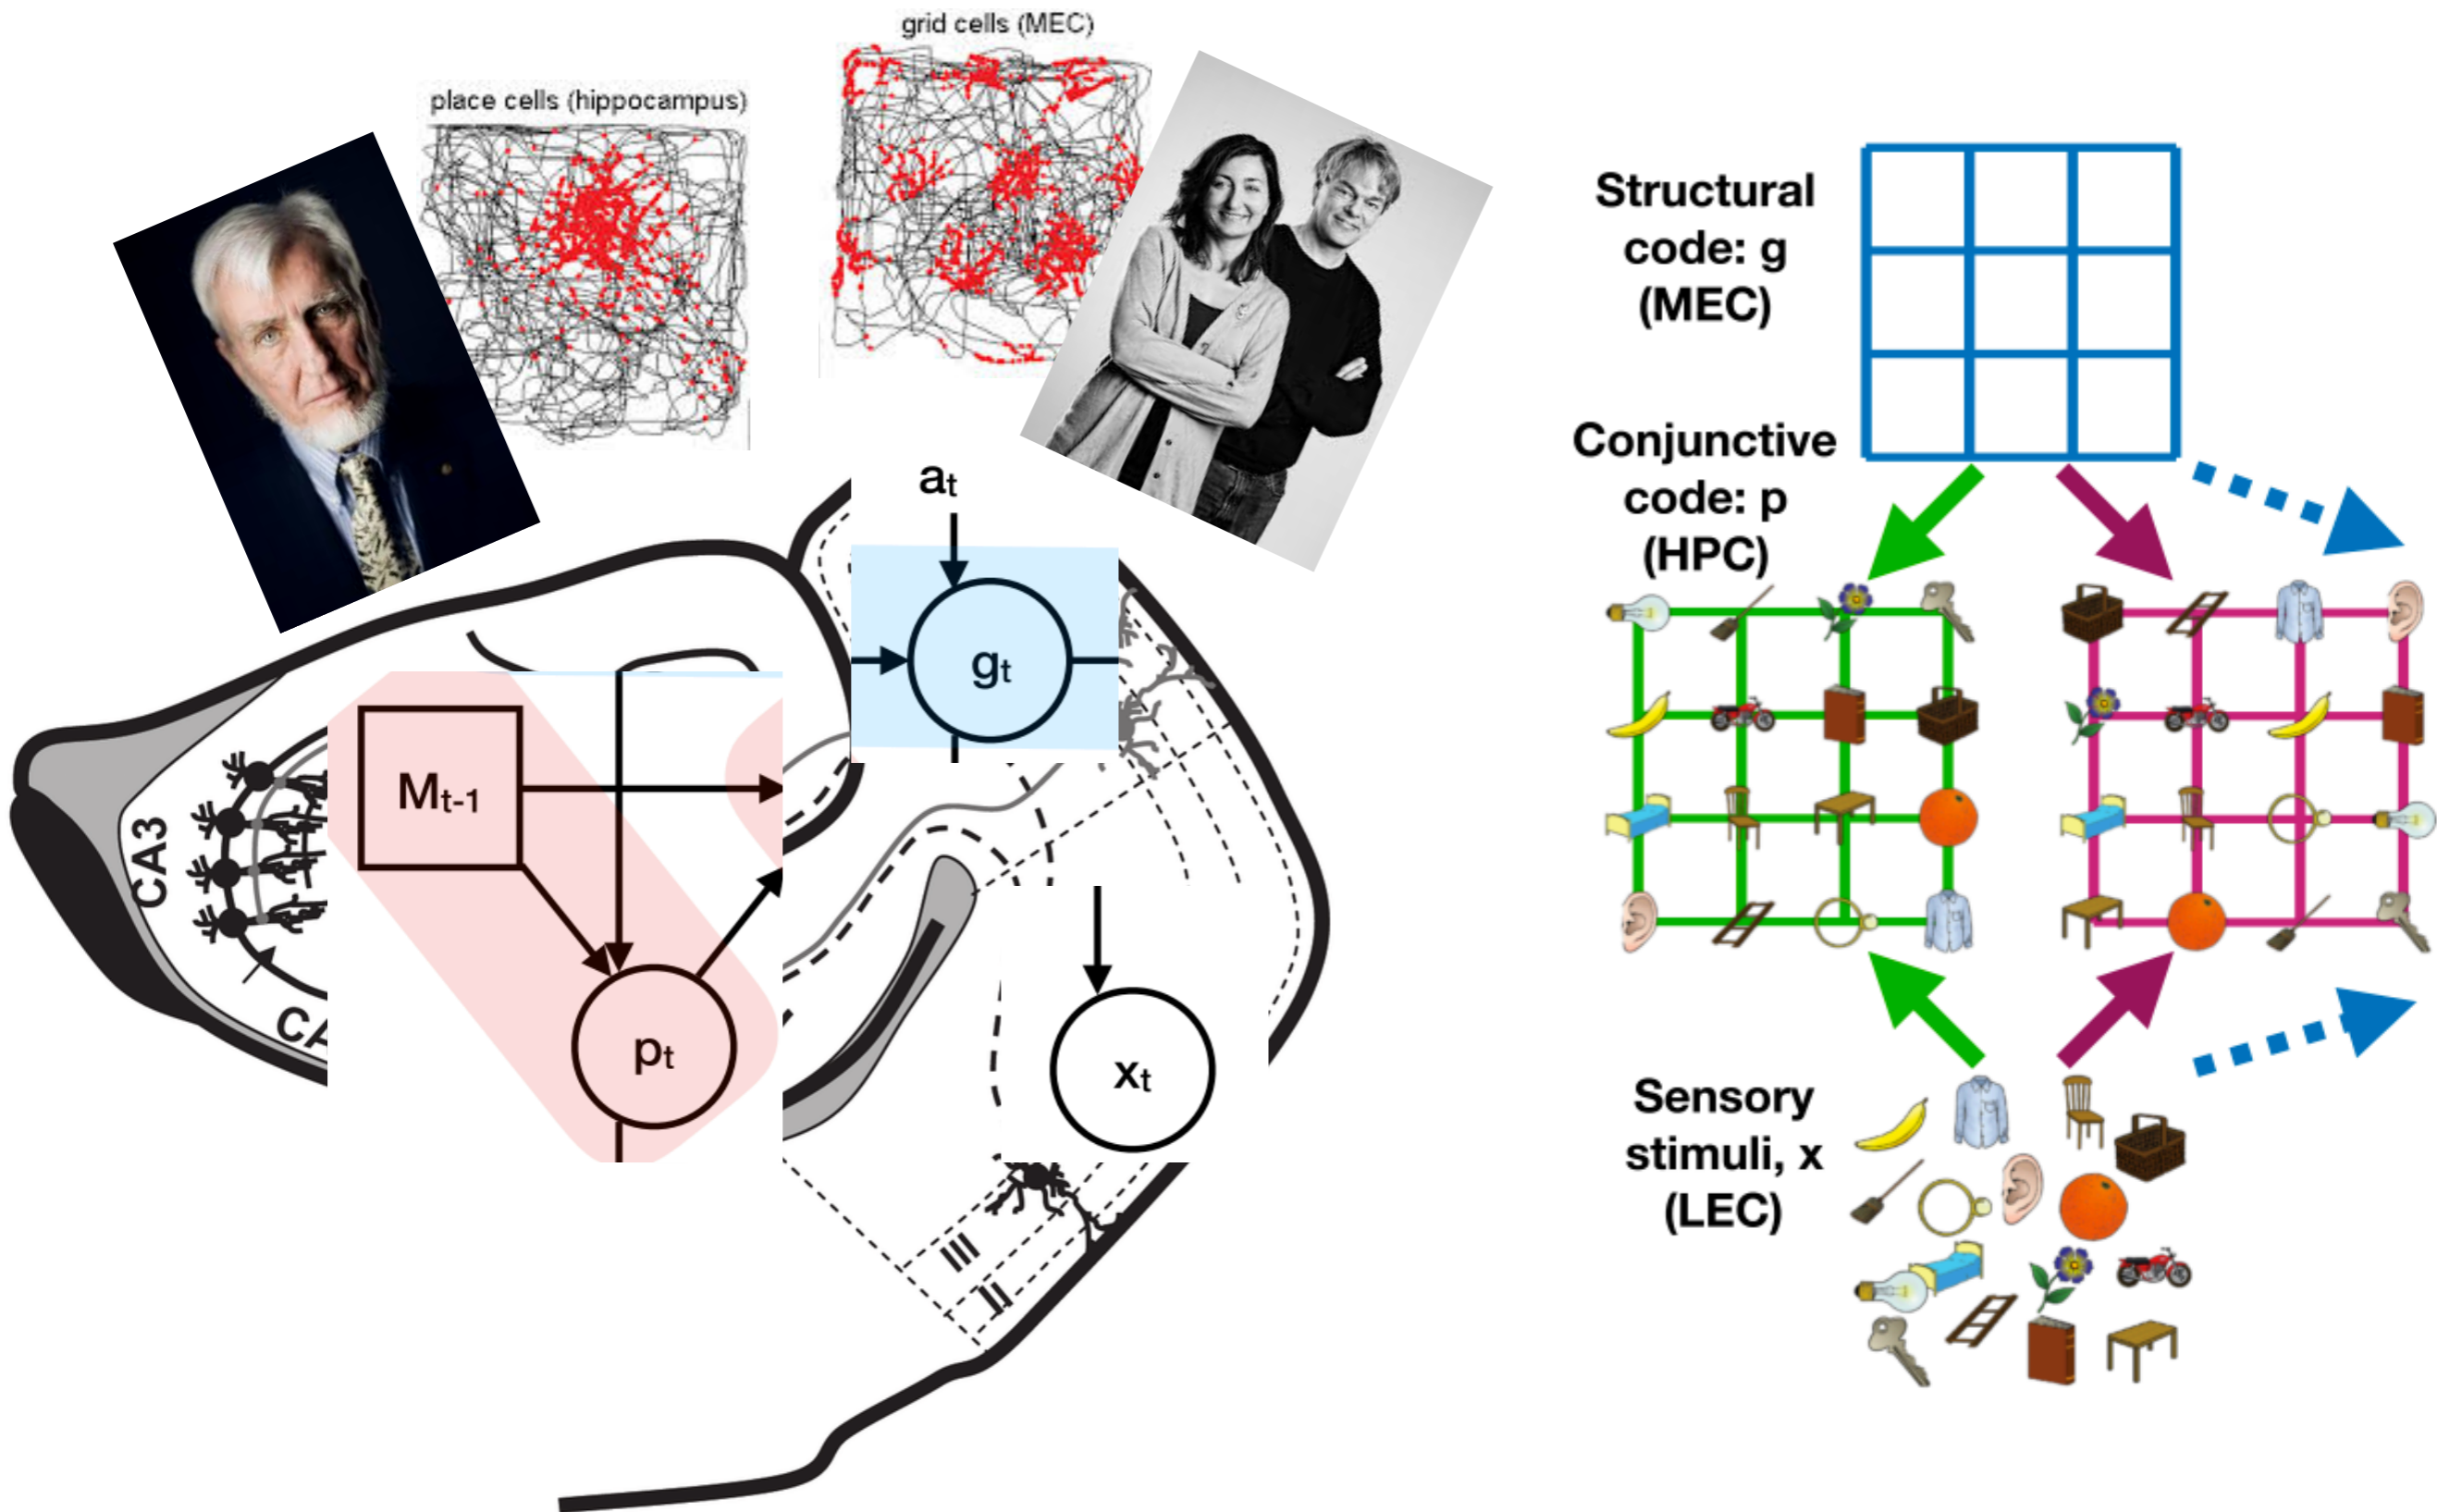 grid cells (MEC)
place cells (hippocampus)
at
gt
Mt-1
pt
xt
CA3
CA
III
II
Structural
code: g
(MEC)
Conjunctive
code: p
(HPC)
Sensory
stimuli, x
(LEC)